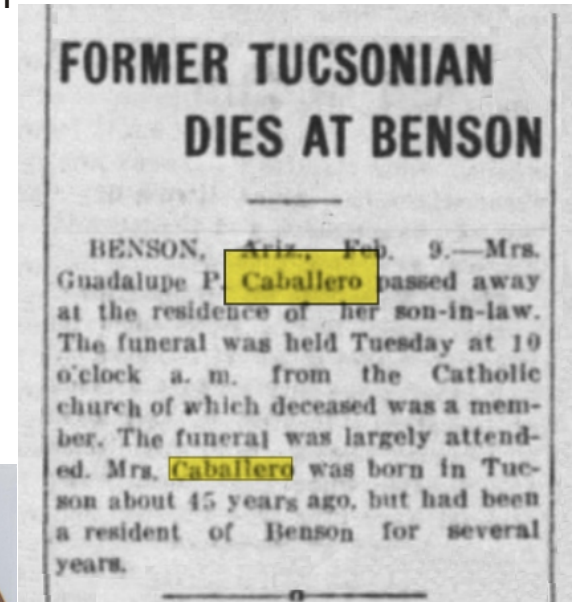 FORMER TUCSONIAN
DIES AT BENSON
BENSON, Ariz., Feb. 9.—Mrs.
Guadalupe P. Caballero passed away
at the residence of her son-in-law.
The funeral was held Tuesday at 10
o'clock a. m. from the Catholic
church of which deceased was a mem-
ber. The funeral was largely attend-
ed. Mrs. Caballero was born in Tuc-
son about 45 years ago, but had been
a resident of Benson for several
years.